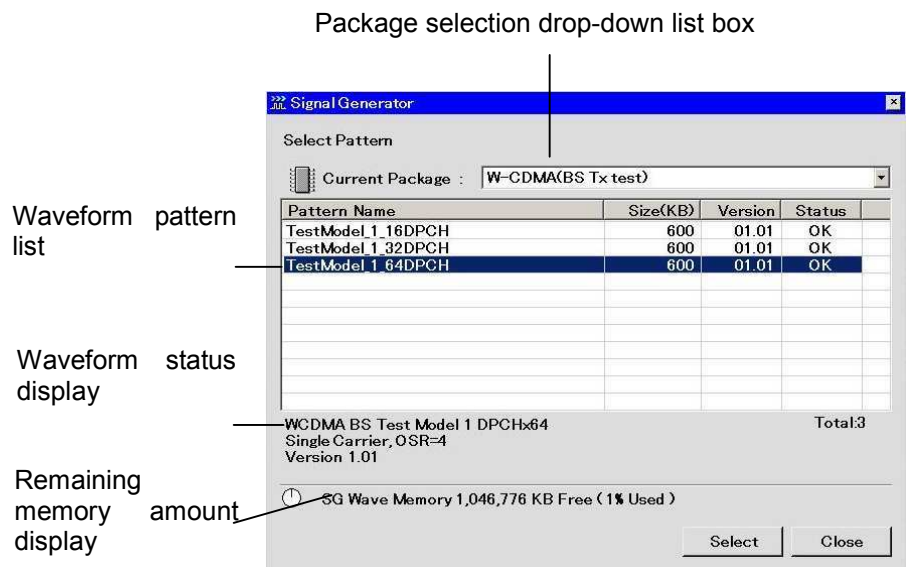 Package selection drop-down list box
Signal Generator
Select Pattern
Current Package : W-CDMA(BS Tx test)
Waveform pattern
list
Pattern Name Size(KB) Version Status
TestModel_1_16DPCH 600 01.01 OK
TestModel_1_32DPCH 600 01.01 OK
TestModel_1_64DPCH 600 01.01 OK
Waveform status
display
WCDMA BS Test Model 1 DPCHx64 Total:3
Single Carrier, OSR=4
Version 1.01
Remaining
memory amount
display
SG Wave Memory 1,046,776 KB Free ( 1% Used )
Select Close